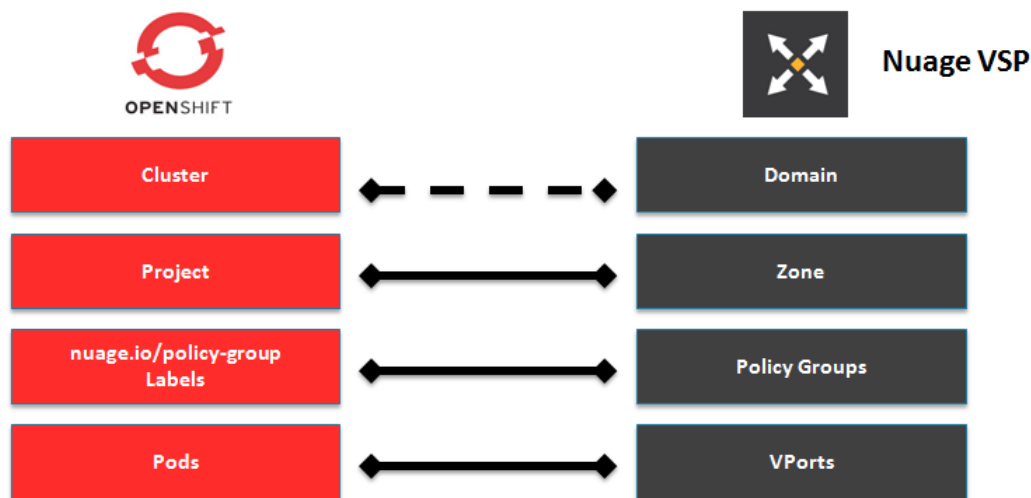 OPENSHIFT
Nuage VSP
Cluster
Domain
Project
Zone
nuage.io/policy-group
Labels
Policy Groups
Pods
VPorts